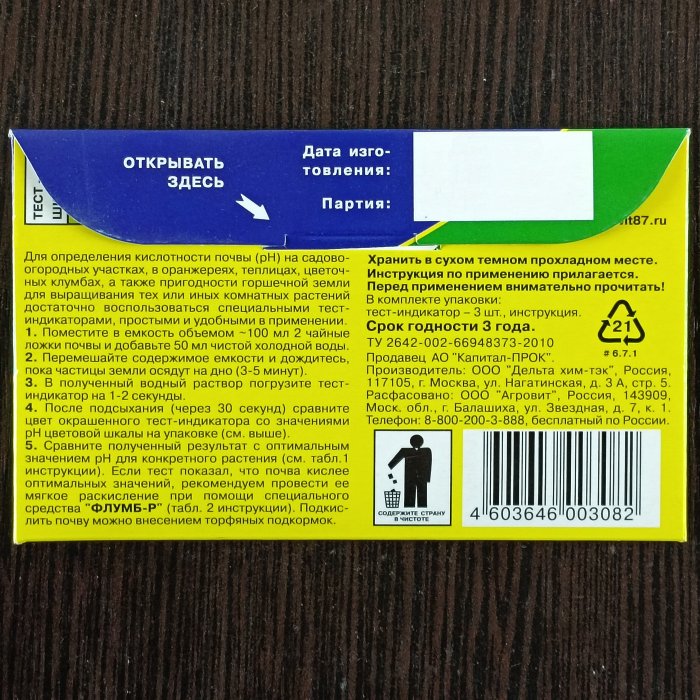 ОТКРЫВАТЬ
ЗДЕСЬ
Дата изго-
товления:
Партия:
ТЕСТ-
vit87.ru
Для определения кислотности почвы (pH) на садово-
огородных участках, в оранжереях, теплицах, цветоч-
ных клумбах, а также пригодности горшечной земли
для выращивания тех или иных комнатных растений
достаточно воспользоваться специальными тест-
индикаторами, простыми и удобными в применении.
1. Поместите в емкость объемом ~100 мл 2 чайные
ложки почвы и добавьте 50 мл чистой холодной воды.
2. Перемешайте содержимое емкости и дождитесь,
пока частицы земли осядут на дно (3-5 минут).
3. В полученный водный раствор погрузите тест-
индикатор на 1-2 секунды.
4. После подсыхания (через 30 секунд) сравните
цвет окрашенного тест-индикатора со значениями
pH цветовой шкалы на упаковке (см. выше).
5. Сравните полученный результат с оптимальным
значением pH для конкретного растения (см. табл.1
инструкции). Если тест показал, что почва кислее
оптимальных значений, рекомендуем провести ее
мягкое раскисление при помощи специального
средства "ФЛУМБ-Р" (табл. 2 инструкции). Подкис-
лить почву можно внесением торфяных подкормок.
Хранить в сухом темном прохладном месте.
Инструкция по применению прилагается.
Перед применением внимательно прочитать!
В комплекте упаковки:
тест-индикатор – 3 шт., инструкция.
Срок годности 3 года.
ТУ 2642-002-66948373-2010
Продавец АО "Капитал-ПРОК".
Производитель: ООО "Дельта хим-тэк", Россия,
117105, г. Москва, ул. Нагатинская, д. 3 А, стр. 5.
Расфасовано: ООО "Агровит", Россия, 143909,
Моск. обл., г. Балашиха, ул. Звездная, д. 7, к. 1.
Телефон: 8-800-200-3-888, бесплатный по России.
21
# 6.7.1
СОДЕРЖИТЕ СТРАНУ
В ЧИСТОТЕ
4 603646 003082